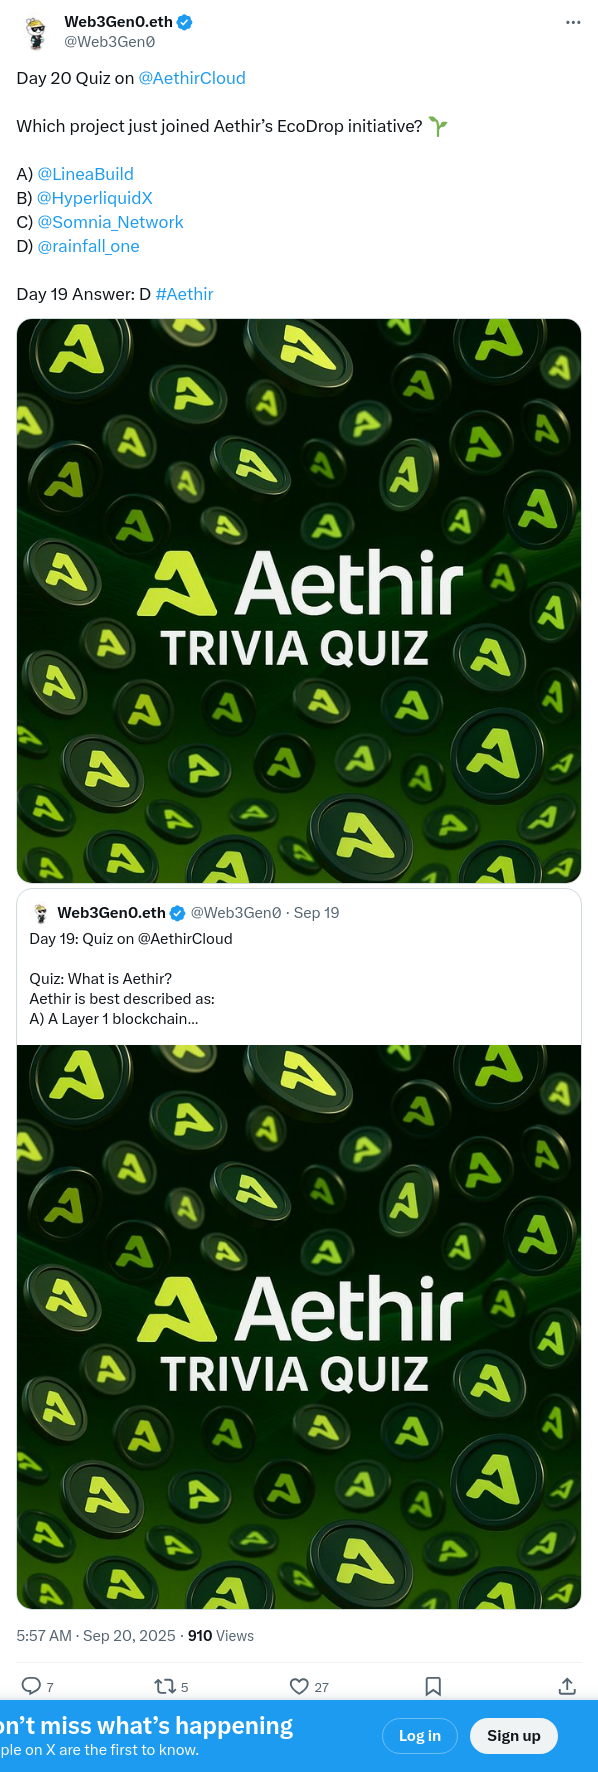 Web3Gen0.eth
@Web3Gen0
Day 20 Quiz on @AethirCloud
Which project just joined Aethir's EcoDrop initiative?
A) @LineaBuild
B) @HyperliquidX
C) @Somnia_Network
D) @rainfall_one
Day 19 Answer: D #Aethir
Aethir
TRIVIA QUIZ
Web3Gen0.eth @Web3Gen0 · Sep 19
Day 19: Quiz on @AethirCloud
Quiz: What is Aethir?
Aethir is best described as:
A) A Layer 1 blockchain...
Aethir
TRIVIA QUIZ
5:57 AM · Sep 20, 2025 · 910 Views
7 5 27
on't miss what's happening
ple on X are the first to know.
Log in
Sign up